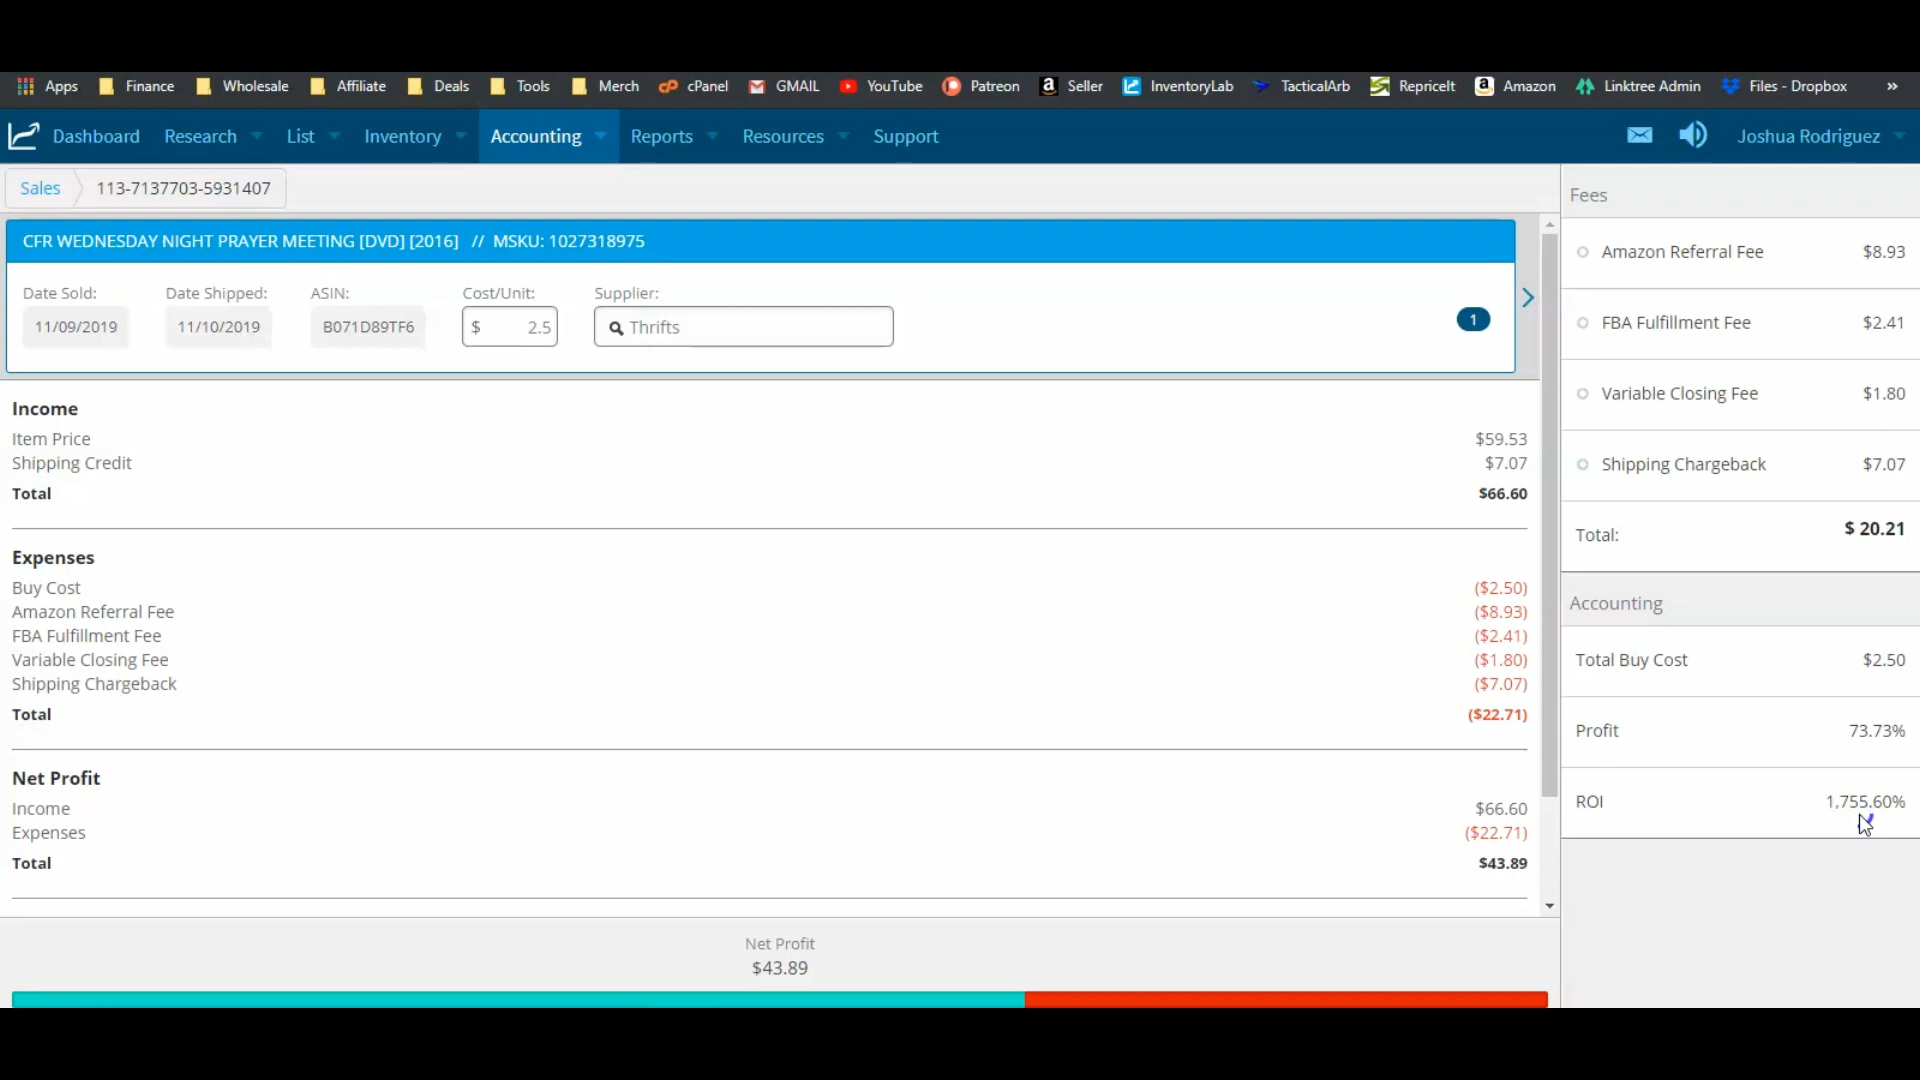 Apps Finance Wholesale Affiliate Deals Tools Merch cPanel GMAIL YouTube Patreon Seller InventoryLab TacticalArb RepriceIt Amazon Linktree Admin Files - Dropbox »
Dashboard Research List Inventory Accounting Reports Resources Support Joshua Rodriguez
Sales 113-7137703-5931407
CFR WEDNESDAY NIGHT PRAYER MEETING [DVD] [2016] // MSKU: 1027318975
Date Sold: Date Shipped: ASIN: Cost/Unit: Supplier:
11/09/2019 11/10/2019 B071D89TF6 $ 2.5 Thrifts 1
Income
Item Price $59.53
Shipping Credit $7.07
Total $66.60
Expenses
Buy Cost ($2.50)
Amazon Referral Fee ($8.93)
FBA Fulfillment Fee ($2.41)
Variable Closing Fee ($1.80)
Shipping Chargeback ($7.07)
Total ($22.71)
Net Profit
Income $66.60
Expenses ($22.71)
Total $43.89
Net Profit
$43.89
Fees
Amazon Referral Fee $8.93
FBA Fulfillment Fee $2.41
Variable Closing Fee $1.80
Shipping Chargeback $7.07
Total: $ 20.21
Accounting
Total Buy Cost $2.50
Profit 73.73%
ROI 1,755.60%